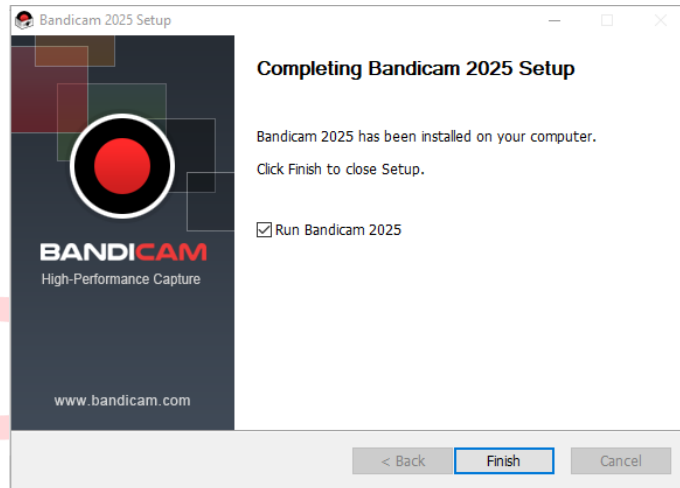 Bandicam 2025 Setup
Completing Bandicam 2025 Setup
Bandicam 2025 has been installed on your computer.
Click Finish to close Setup.
Run Bandicam 2025
BANDICAM
High-Performance Capture
www.bandicam.com
< Back
Finish
Cancel